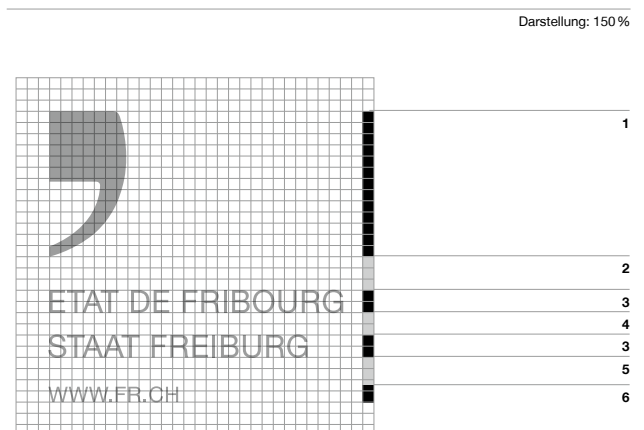 Darstellung: 150 %
1
2
ETAT DE FRIBOURG 3
4
STAAT FREIBURG 3
5
WWW.FR.CH 6